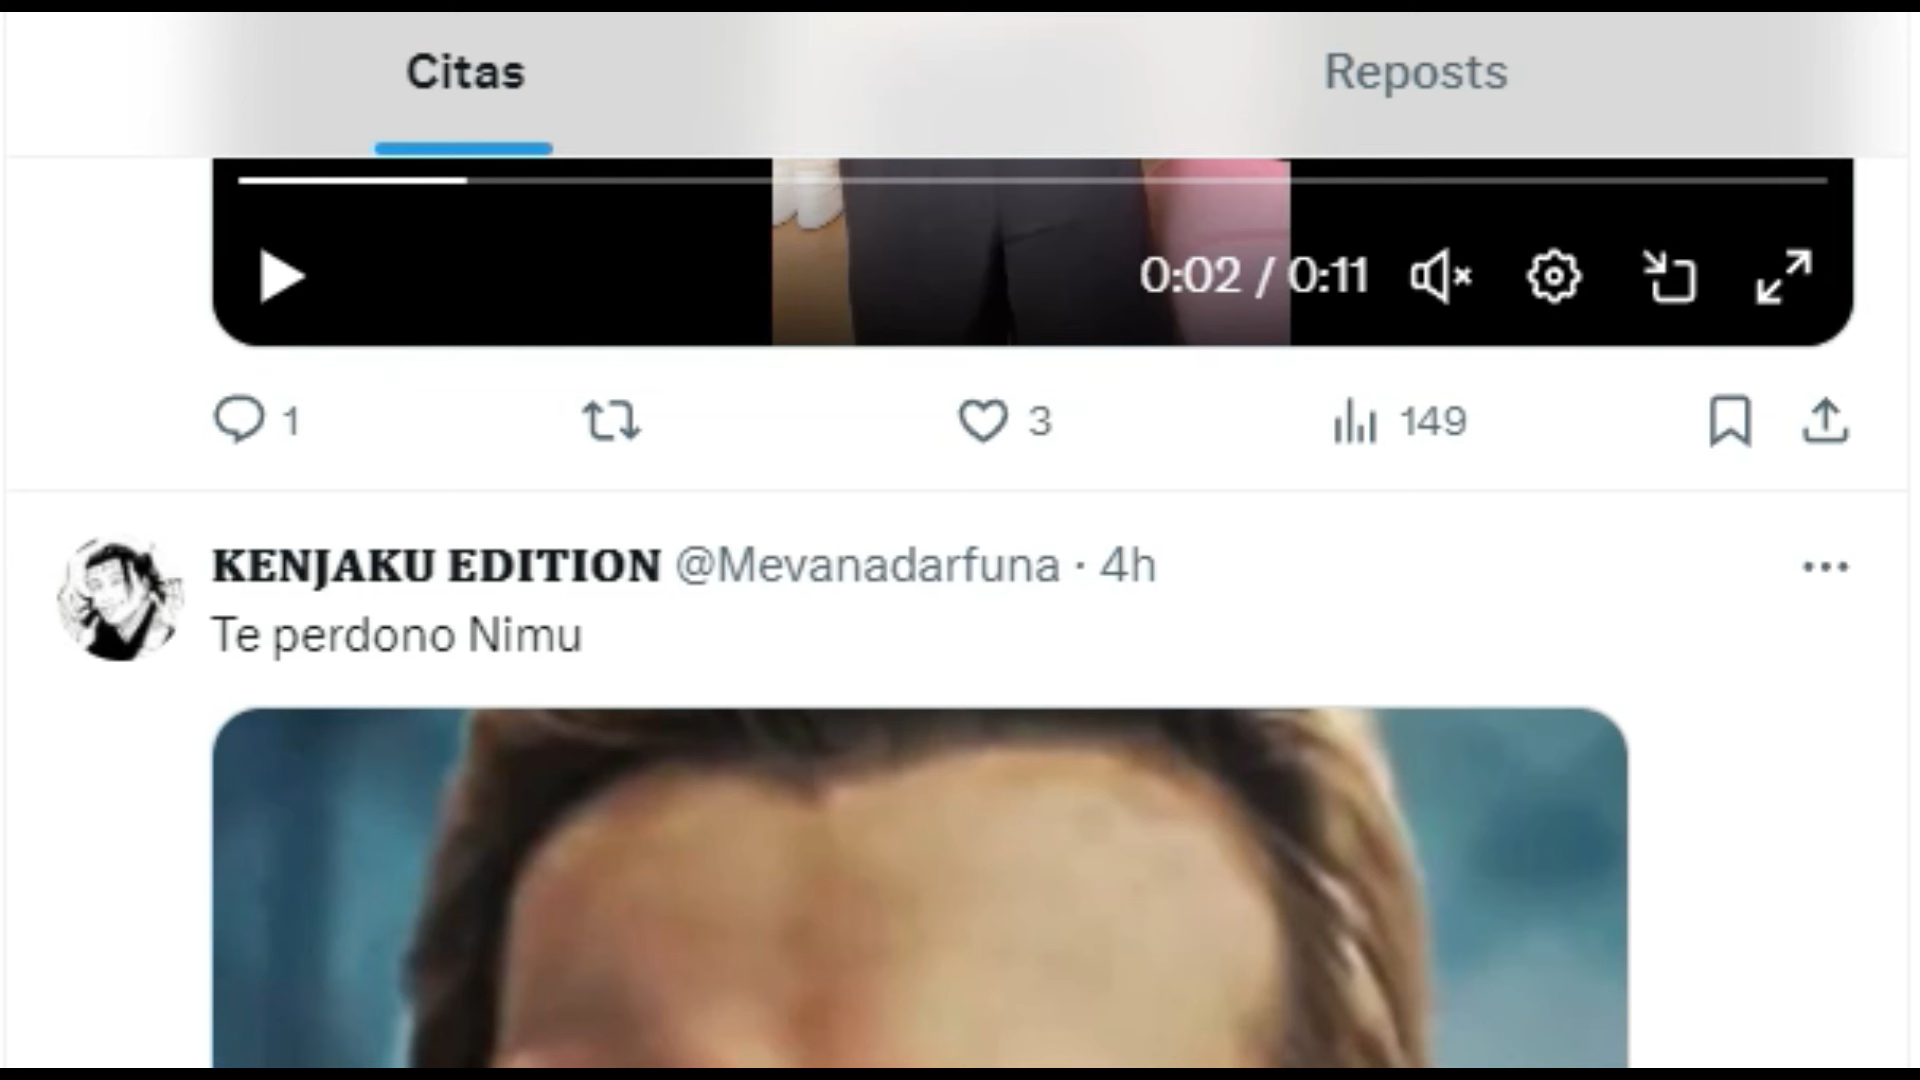 Citas Reposts
0:02 / 0:11
1 3 149
KENJAKU EDITION @Mevanadarfuna · 4h
Te perdono Nimu